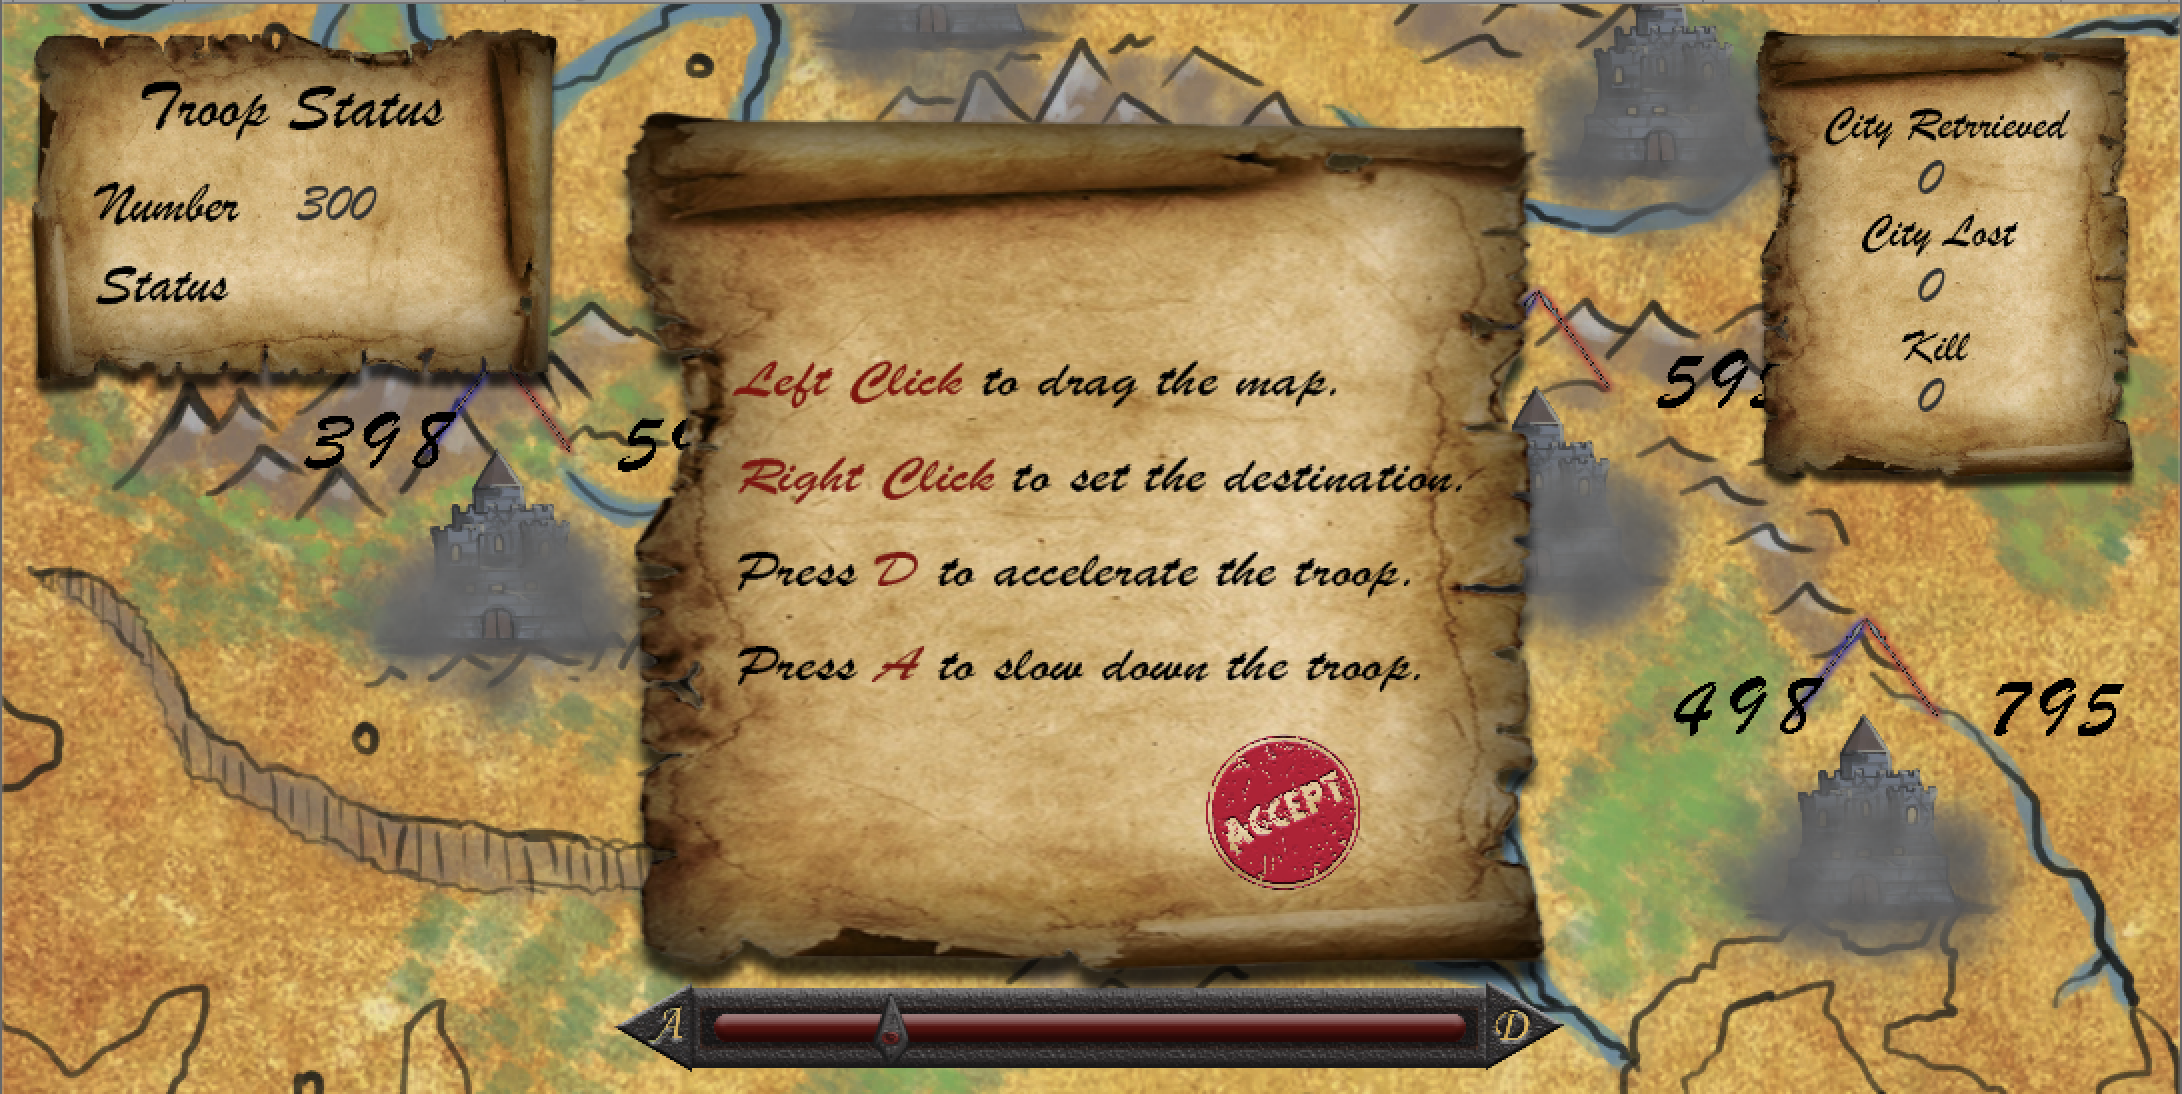 Troop Status
Number 300
Status
City Retrrieved
0
City Lost
0
Kill
0
Left Click to drag the map.
Right Click to set the destination.
Press D to accelerate the troop.
Press A to slow down the troop.
ACCEPT
398
498 795
A D